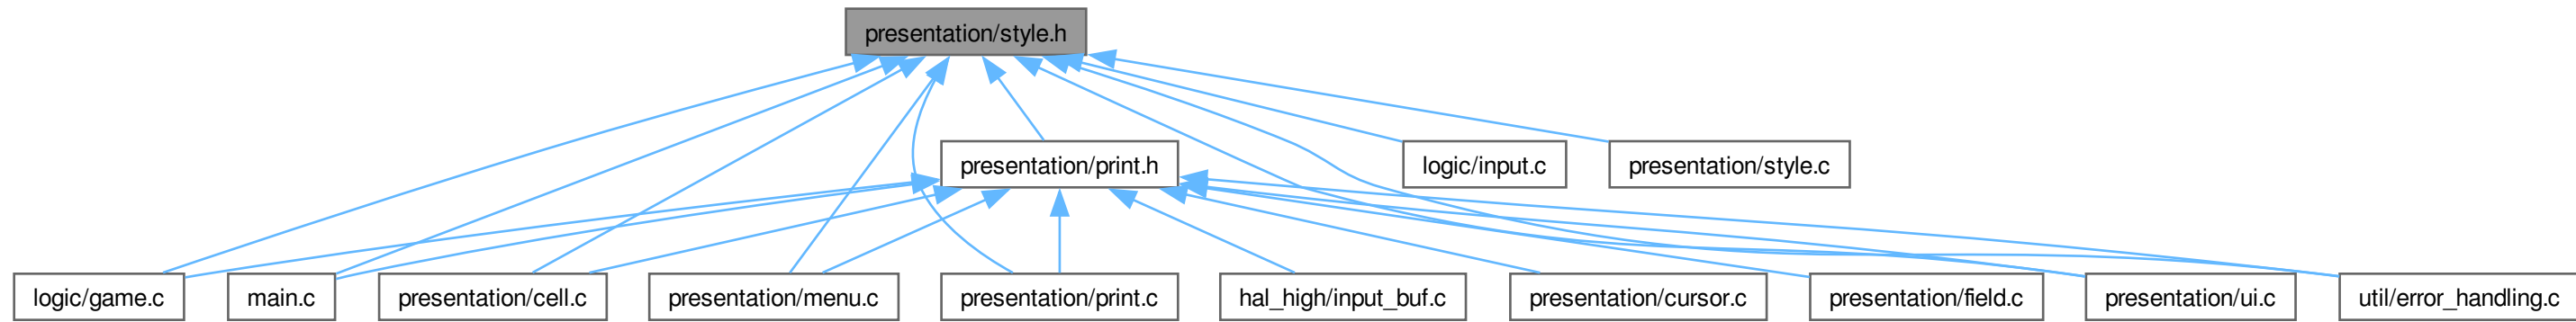 presentation/style.h
presentation/print.h
logic/input.c
presentation/style.c
logic/game.c
main.c
presentation/cell.c
presentation/menu.c
presentation/print.c
hal_high/input_buf.c
presentation/cursor.c
presentation/field.c
presentation/ui.c
util/error_handling.c